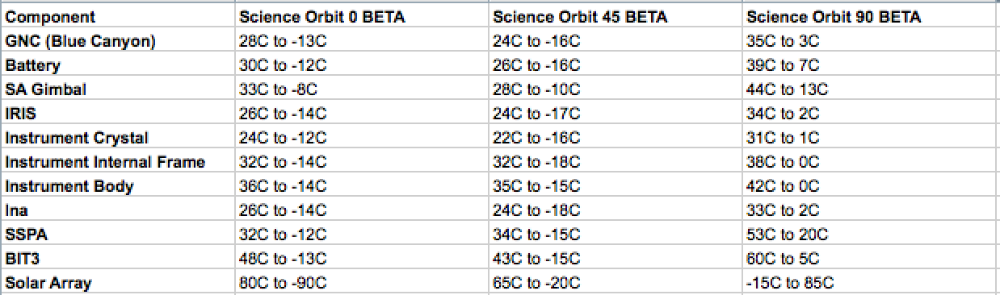 Component Science Orbit 0 BETA Science Orbit 45 BETA Science Orbit 90 BETA
GNC (Blue Canyon) 28C to -13C 24C to -16C 35C to 3C
Battery 30C to -12C 26C to -16C 39C to 7C
SA Gimbal 33C to -8C 28C to -10C 44C to 13C
IRIS 26C to -14C 24C to -17C 34C to 2C
Instrument Crystal 24C to -12C 22C to -16C 31C to 1C
Instrument Internal Frame 32C to -14C 32C to -18C 38C to 0C
Instrument Body 36C to -14C 35C to -15C 42C to 0C
lna 26C to -14C 24C to -18C 33C to 2C
SSPA 32C to -12C 34C to -15C 53C to 20C
BIT3 48C to -13C 43C to -15C 60C to 5C
Solar Array 80C to -90C 65C to -20C -15C to 85C